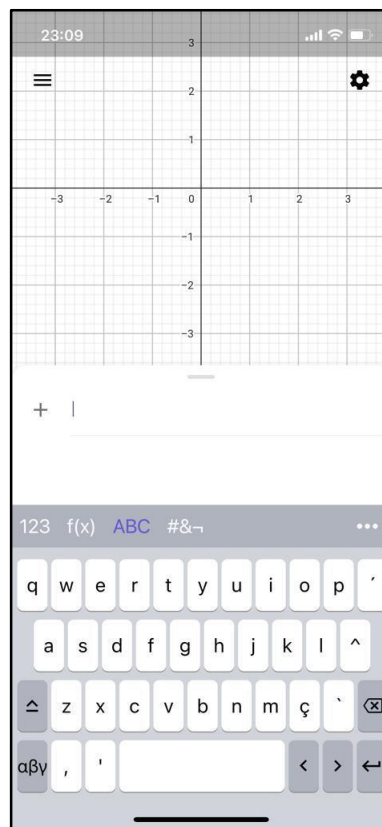 23:09
3
2
1
−3 −2 −1 0 1 2 3
−1
−2
−3
+
123 f(x) ABC #&¬ •••
q w e r t y u i o p ´
a s d f g h j k l ^
z x c v b n m ç `
αβγ , ' < >